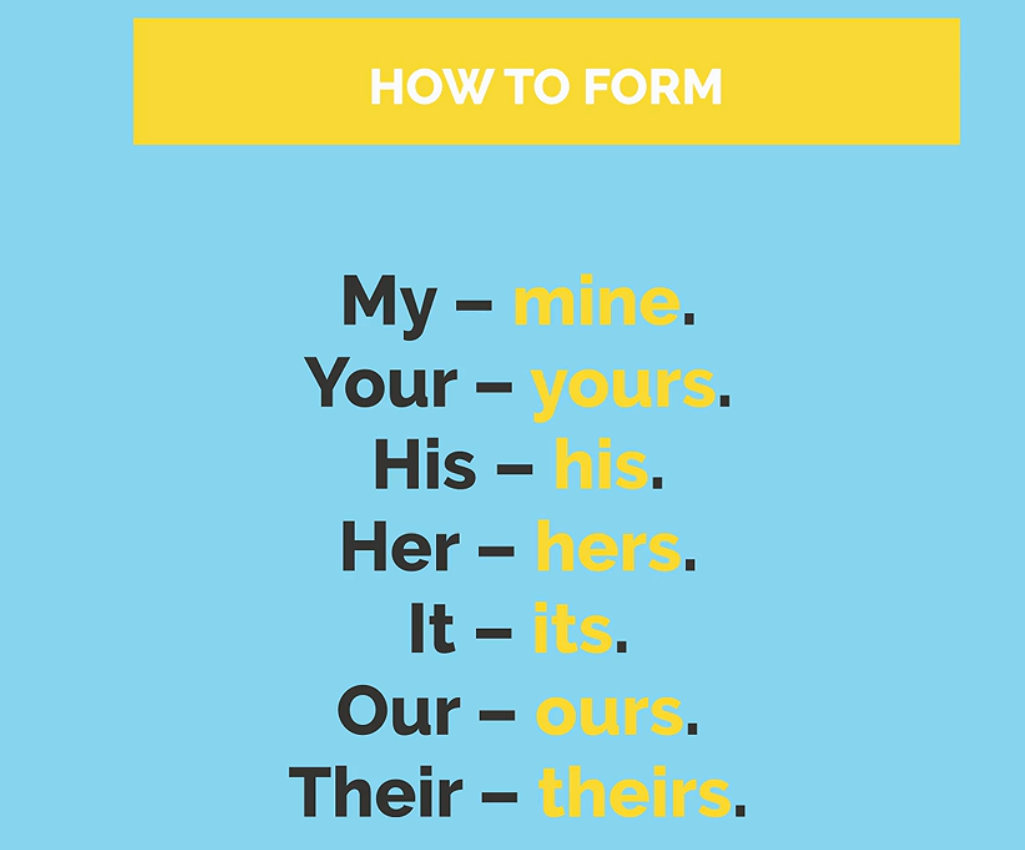 HOW TO FORM
My – mine.
Your – yours.
His – his.
Her – hers.
It – its.
Our – ours.
Their – theirs.